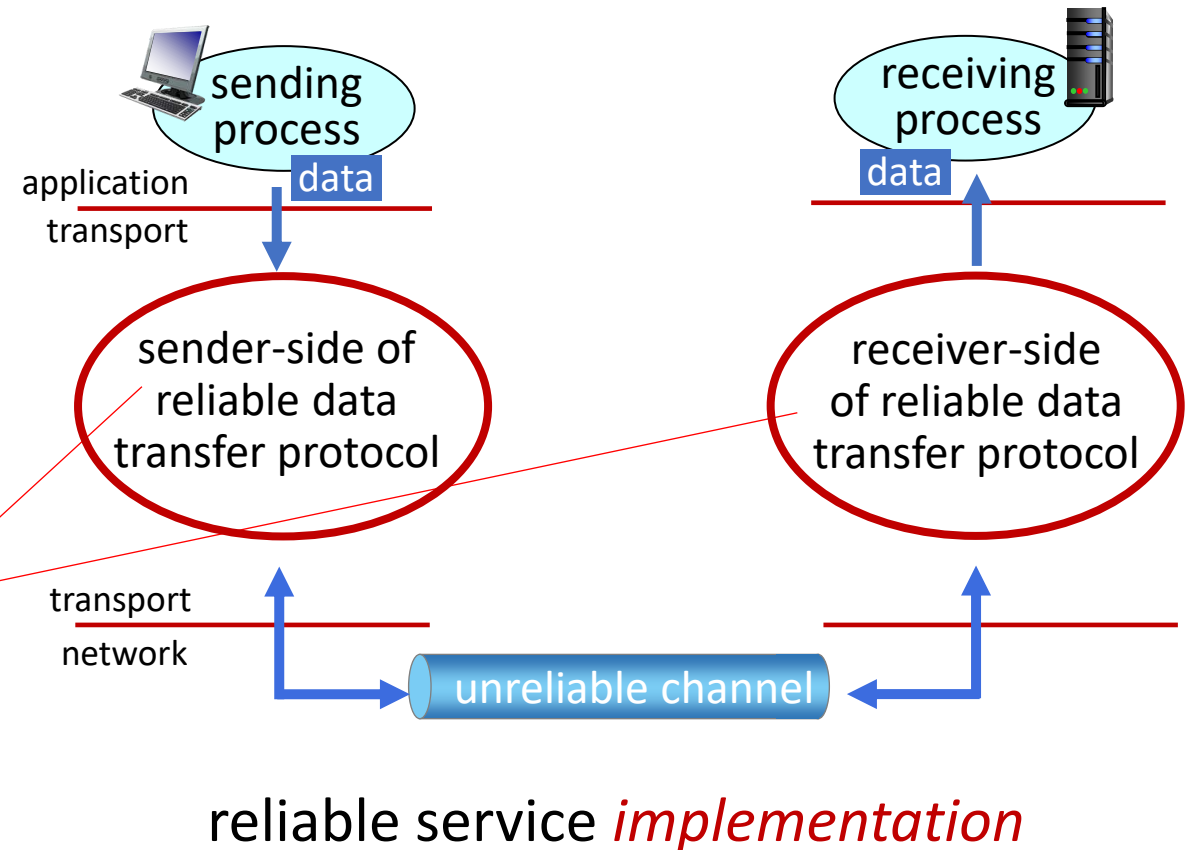 sending
process
data
receiving
process
data
application
transport
sender-side of
reliable data
transfer protocol
receiver-side
of reliable data
transfer protocol
transport
network
unreliable channel
reliable service implementation